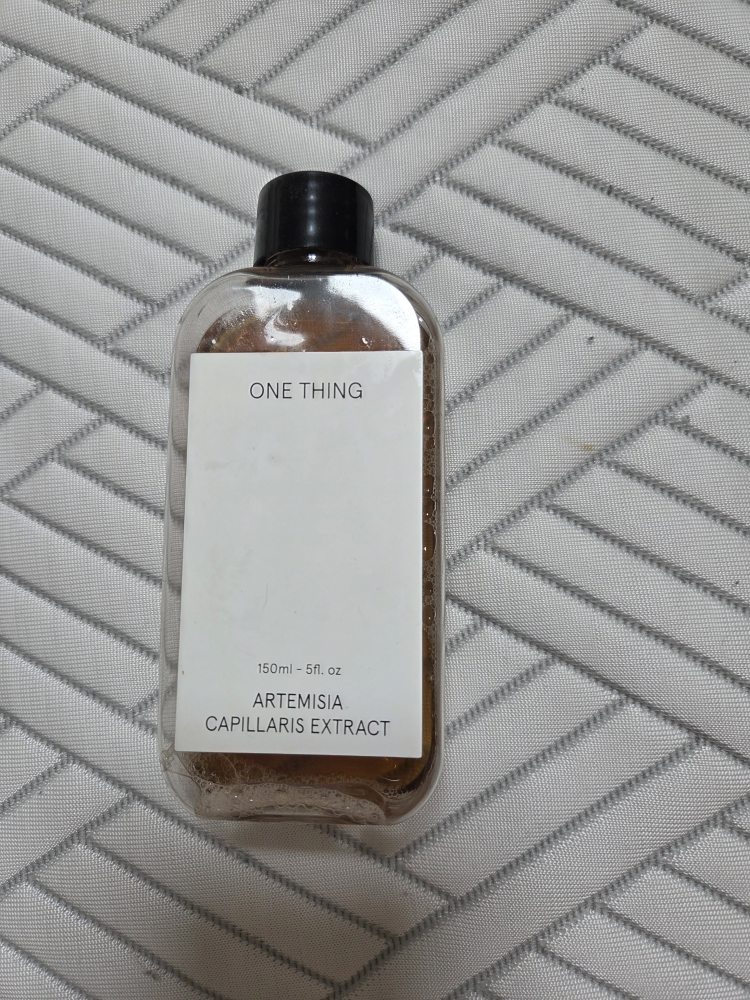 ONE THING
150ml - 5fl. oz
ARTEMISIA
CAPILLARIS EXTRACT